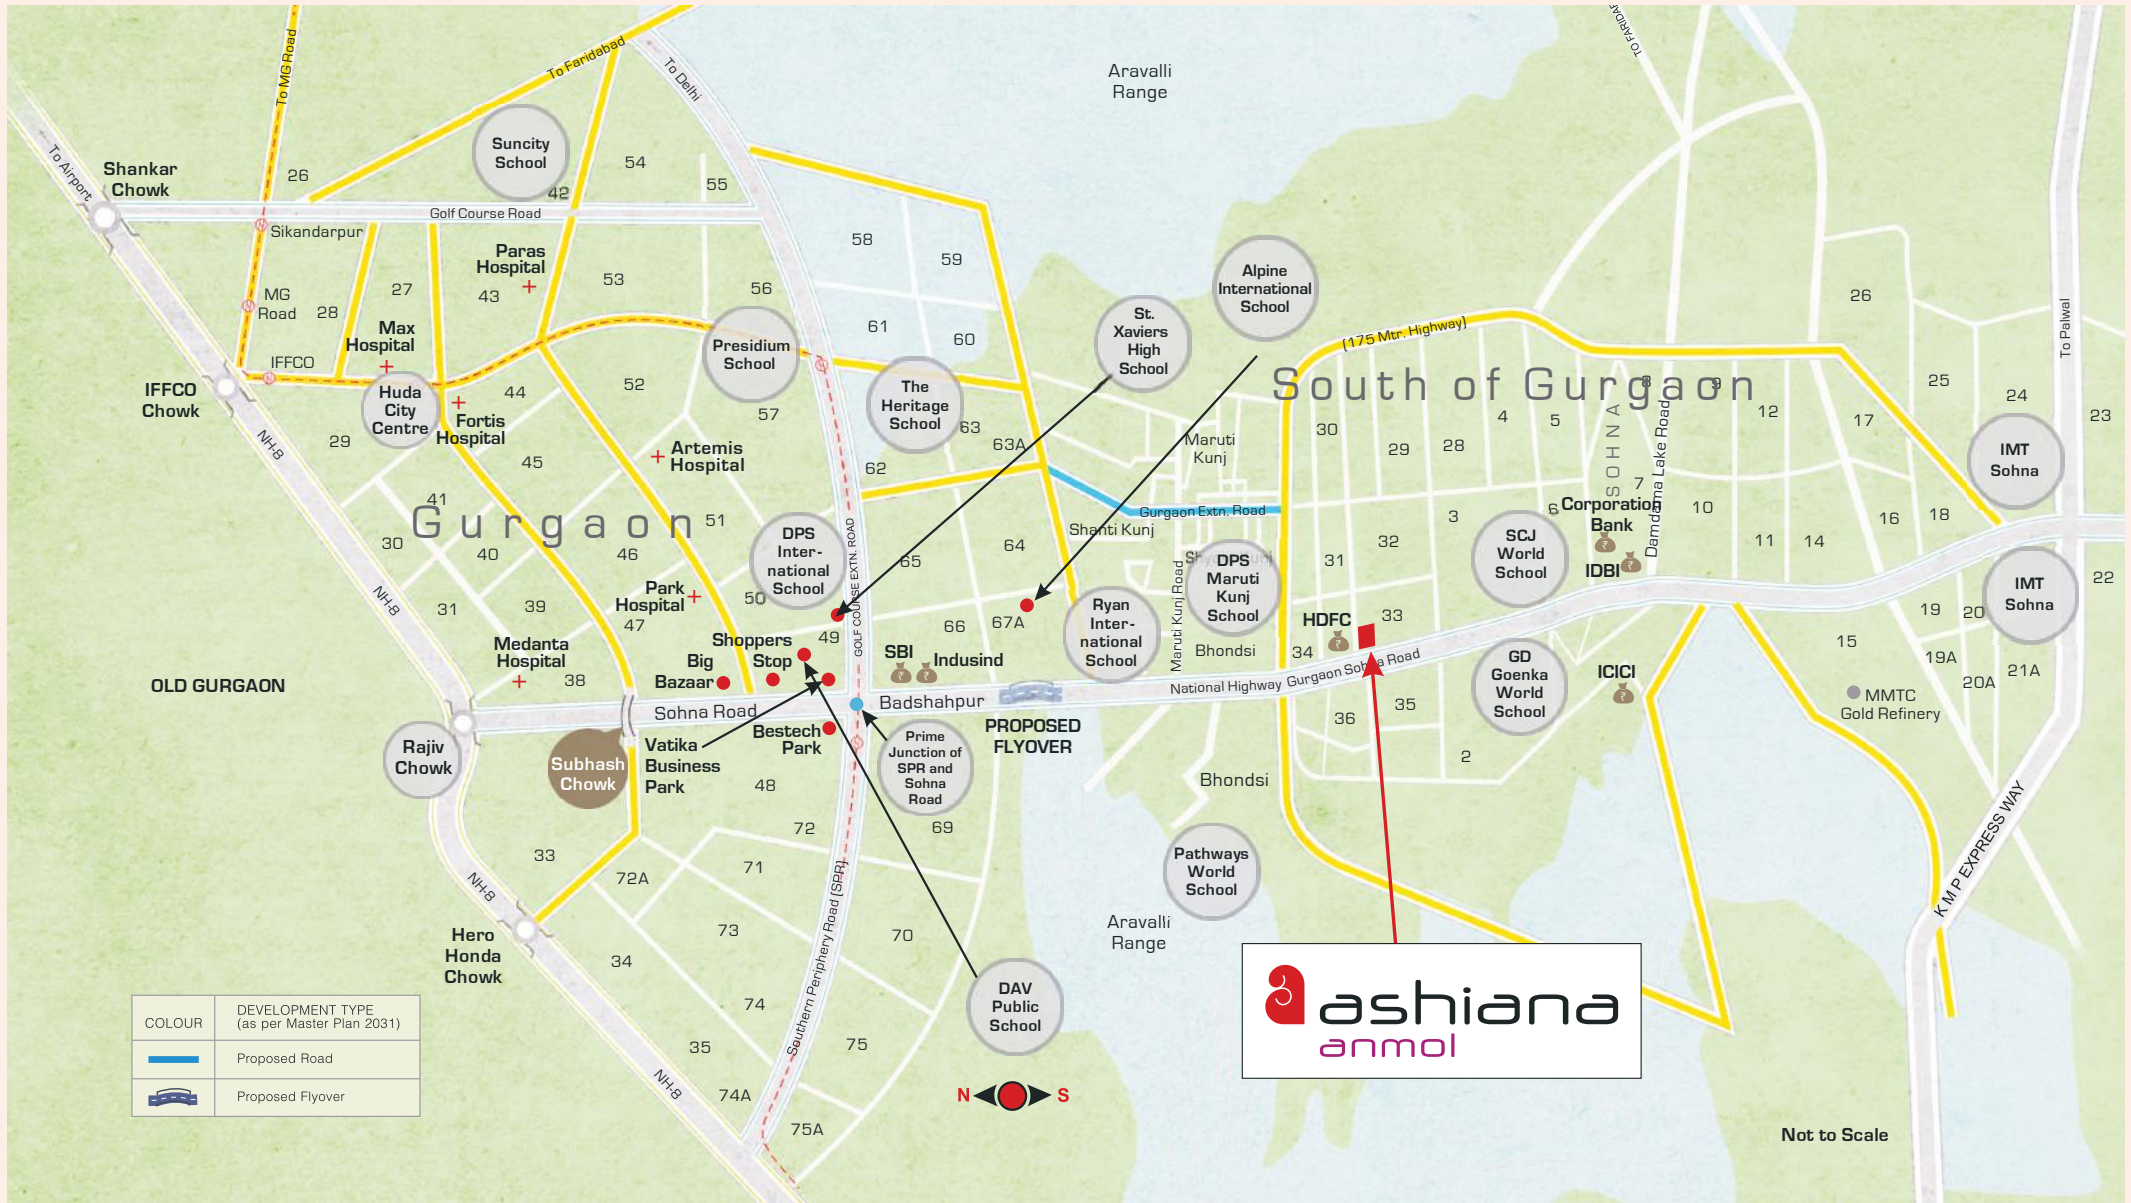 To MG Road
To Faridabad
To Delhi
TO FARIDAB
Aravalli
Range
To Airport
Shankar
Chowk
26
Suncity
School
42
54
55
Golf Course Road
Sikandarpur
MG
Road
28
27
43
Paras
Hospital
53
56
58
59
61
60
Max
Hospital
IFFCO
IFFCO
Chowk
Huda
City
Centre
Fortis
Hospital
44
52
Presidium
School
57
The
Heritage
School
63
63A
62
St.
Xaviers
High
School
Alpine
International
School
(175 Mtr. Highway)
South of Gurgaon
SOHNA
Damdama Lake Road
To Palwal
26
25
24
23
8
9
12
17
4
5
30
29
28
Maruti
Kunj
IMT
Sohna
NH-8
29
45
Artemis
Hospital
41
Gurgaon
51
30
40
46
DPS
Inter-
national
School
GOLF COURSE EXTN. ROAD
65
64
Shanti Kunj
Gurgaon Extn. Road
Maruti Kunj Road
DPS
Maruti
Kunj
School
3
6
7
10
Corporation
Bank
IDBI
SCJ
World
School
32
31
33
11
14
16
18
22
IMT
Sohna
NH-8
31
39
47
Park
Hospital
50
49
66
67A
Ryan
Inter-
national
School
Bhondsi
34
HDFC
15
19
20
19A
20A
21A
Medanta
Hospital
38
Shoppers
Stop
Big
Bazaar
SBI
Indusind
GD
Goenka
World
School
ICICI
MMTC
Gold Refinery
OLD GURGAON
Sohna Road
Badshahpur
National Highway Gurgaon Sohna Road
PROPOSED
FLYOVER
36
35
2
Rajiv
Chowk
Subhash
Chowk
Vatika
Business
Park
Bestech
Park
Prime
Junction of
SPR and
Sohna
Road
Bhondsi
48
72
69
71
33
72A
73
70
NH-8
Hero
Honda
Chowk
34
Southern Periphery Road (SPR)
Pathways
World
School
Aravalli
Range
K M P EXPRESS WAY
74
35
75
74A
75A
NH-8
DAV
Public
School
N
S
ashiana
anmol
COLOUR
DEVELOPMENT TYPE
(as per Master Plan 2031)
Proposed Road
Proposed Flyover
Not to Scale